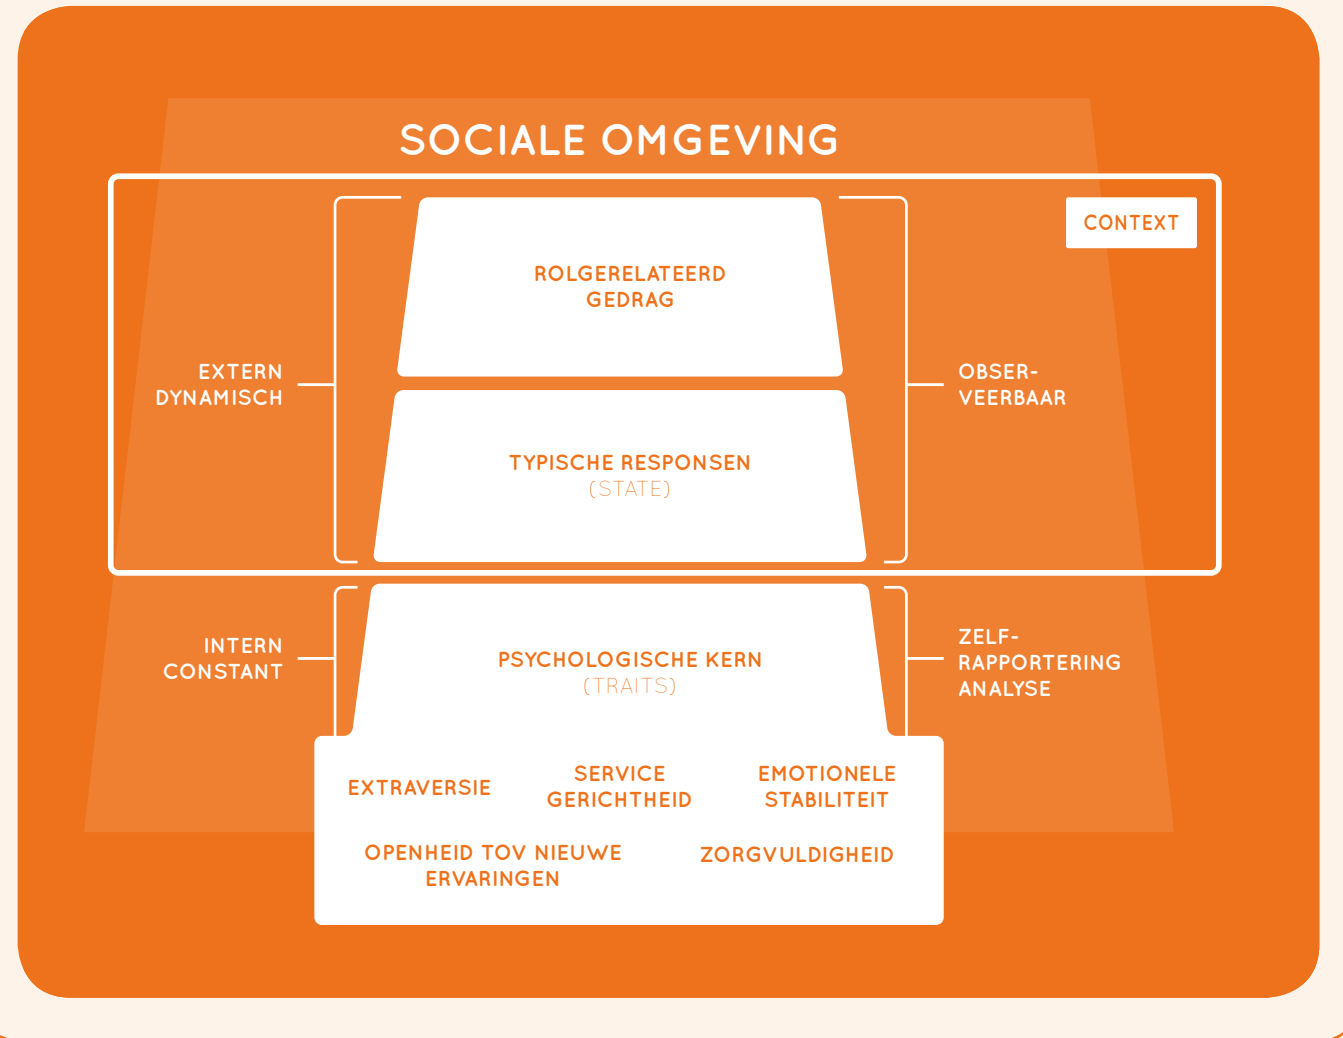 SOCIALE OMGEVING
CONTEXT
ROLGERELATEERD
GEDRAG
EXTERN
DYNAMISCH
OBSER-
VEERBAAR
TYPISCHE RESPONSEN
(STATE)
INTERN
CONSTANT
PSYCHOLOGISCHE KERN
(TRAITS)
ZELF-
RAPPORTERING
ANALYSE
EXTRAVERSIE
SERVICE
GERICHTHEID
EMOTIONELE
STABILITEIT
OPENHEID TOV NIEUWE
ERVARINGEN
ZORGVULDIGHEID